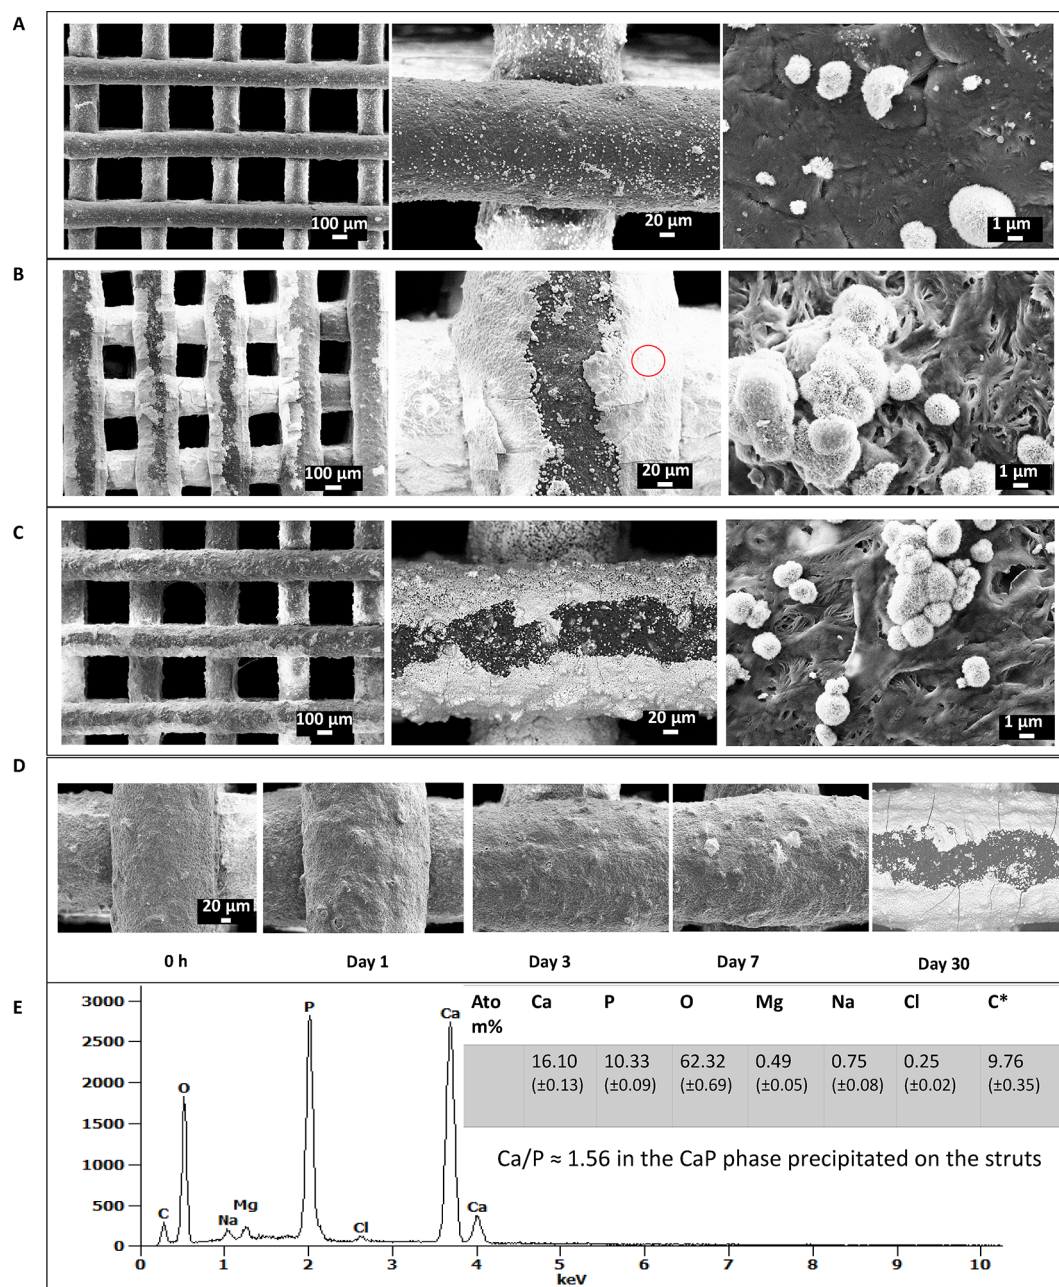 A
100 µm
20 µm
1 µm
B
100 µm
20 µm
1 µm
C
100 µm
20 µm
1 µm
D
20 µm
0 h
Day 1
Day 3
Day 7
Day 30
E
3000
2500
2000
1500
1000
500
0
C
O
Na
Mg
P
Cl
Ca
Ca
0 1 2 3 4 5 6 7 8 9 10
keV
Ato
m%
Ca P O Mg Na Cl C*
16.10 10.33 62.32 0.49 0.75 0.25 9.76
(±0.13) (±0.09) (±0.69) (±0.05) (±0.08) (±0.02) (±0.35)
Ca/P ≈ 1.56 in the CaP phase precipitated on the struts